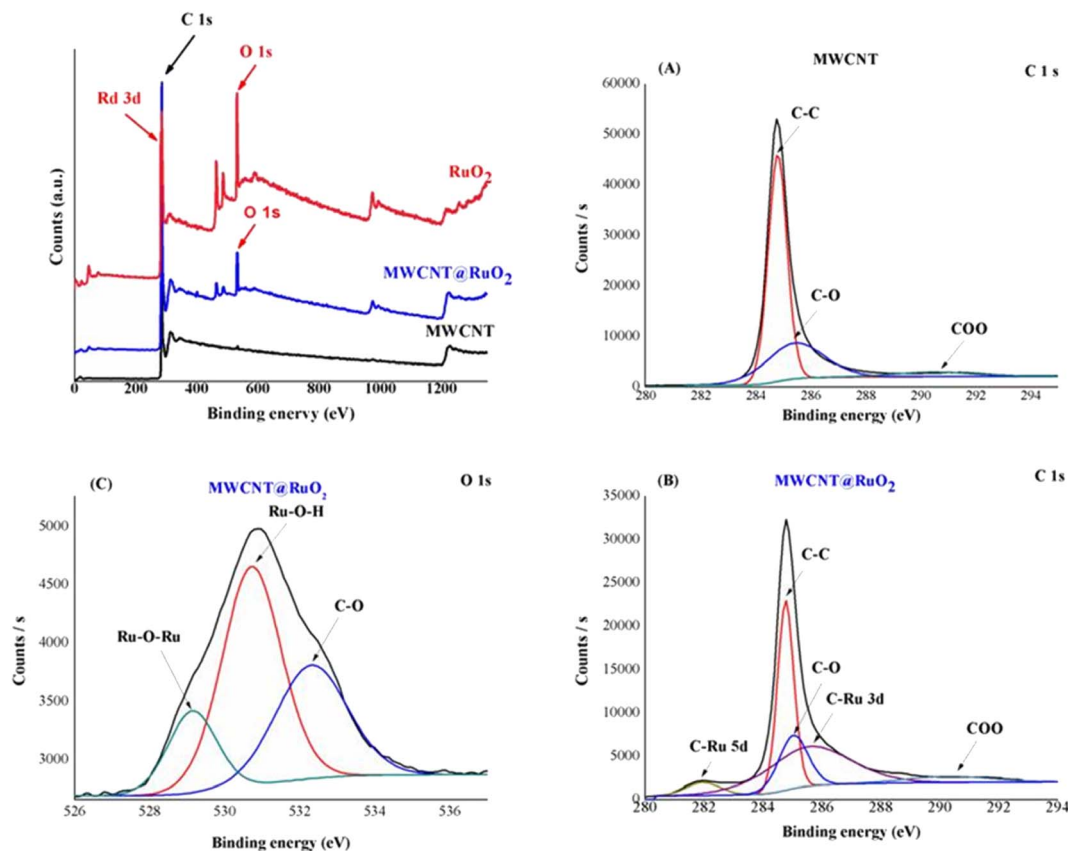 C 1s
O 1s
Rd 3d
RuO2
O 1s
MWCNT@RuO2
MWCNT
Counts (a.u.)
0 200 400 600 800 1000 1200
Binding enervy (eV)
(A) MWCNT C 1 s
60000
50000
40000
30000
20000
10000
0
C-C
C-O
COO
Counts / s
280 282 284 286 288 290 292 294
Binding energy (eV)
(C) MWCNT@RuO2 O 1s
Ru-O-H
5000
4500
4000
3500
3000
C-O
Ru-O-Ru
Counts / s
526 528 530 532 534 536
Binding energy (eV)
(B) MWCNT@RuO2 C 1s
35000
30000
25000
20000
15000
10000
5000
0
C-C
C-O
C-Ru 3d
C-Ru 5d
COO
Counts / s
280 282 284 286 288 290 292 294
Binding energy (eV)